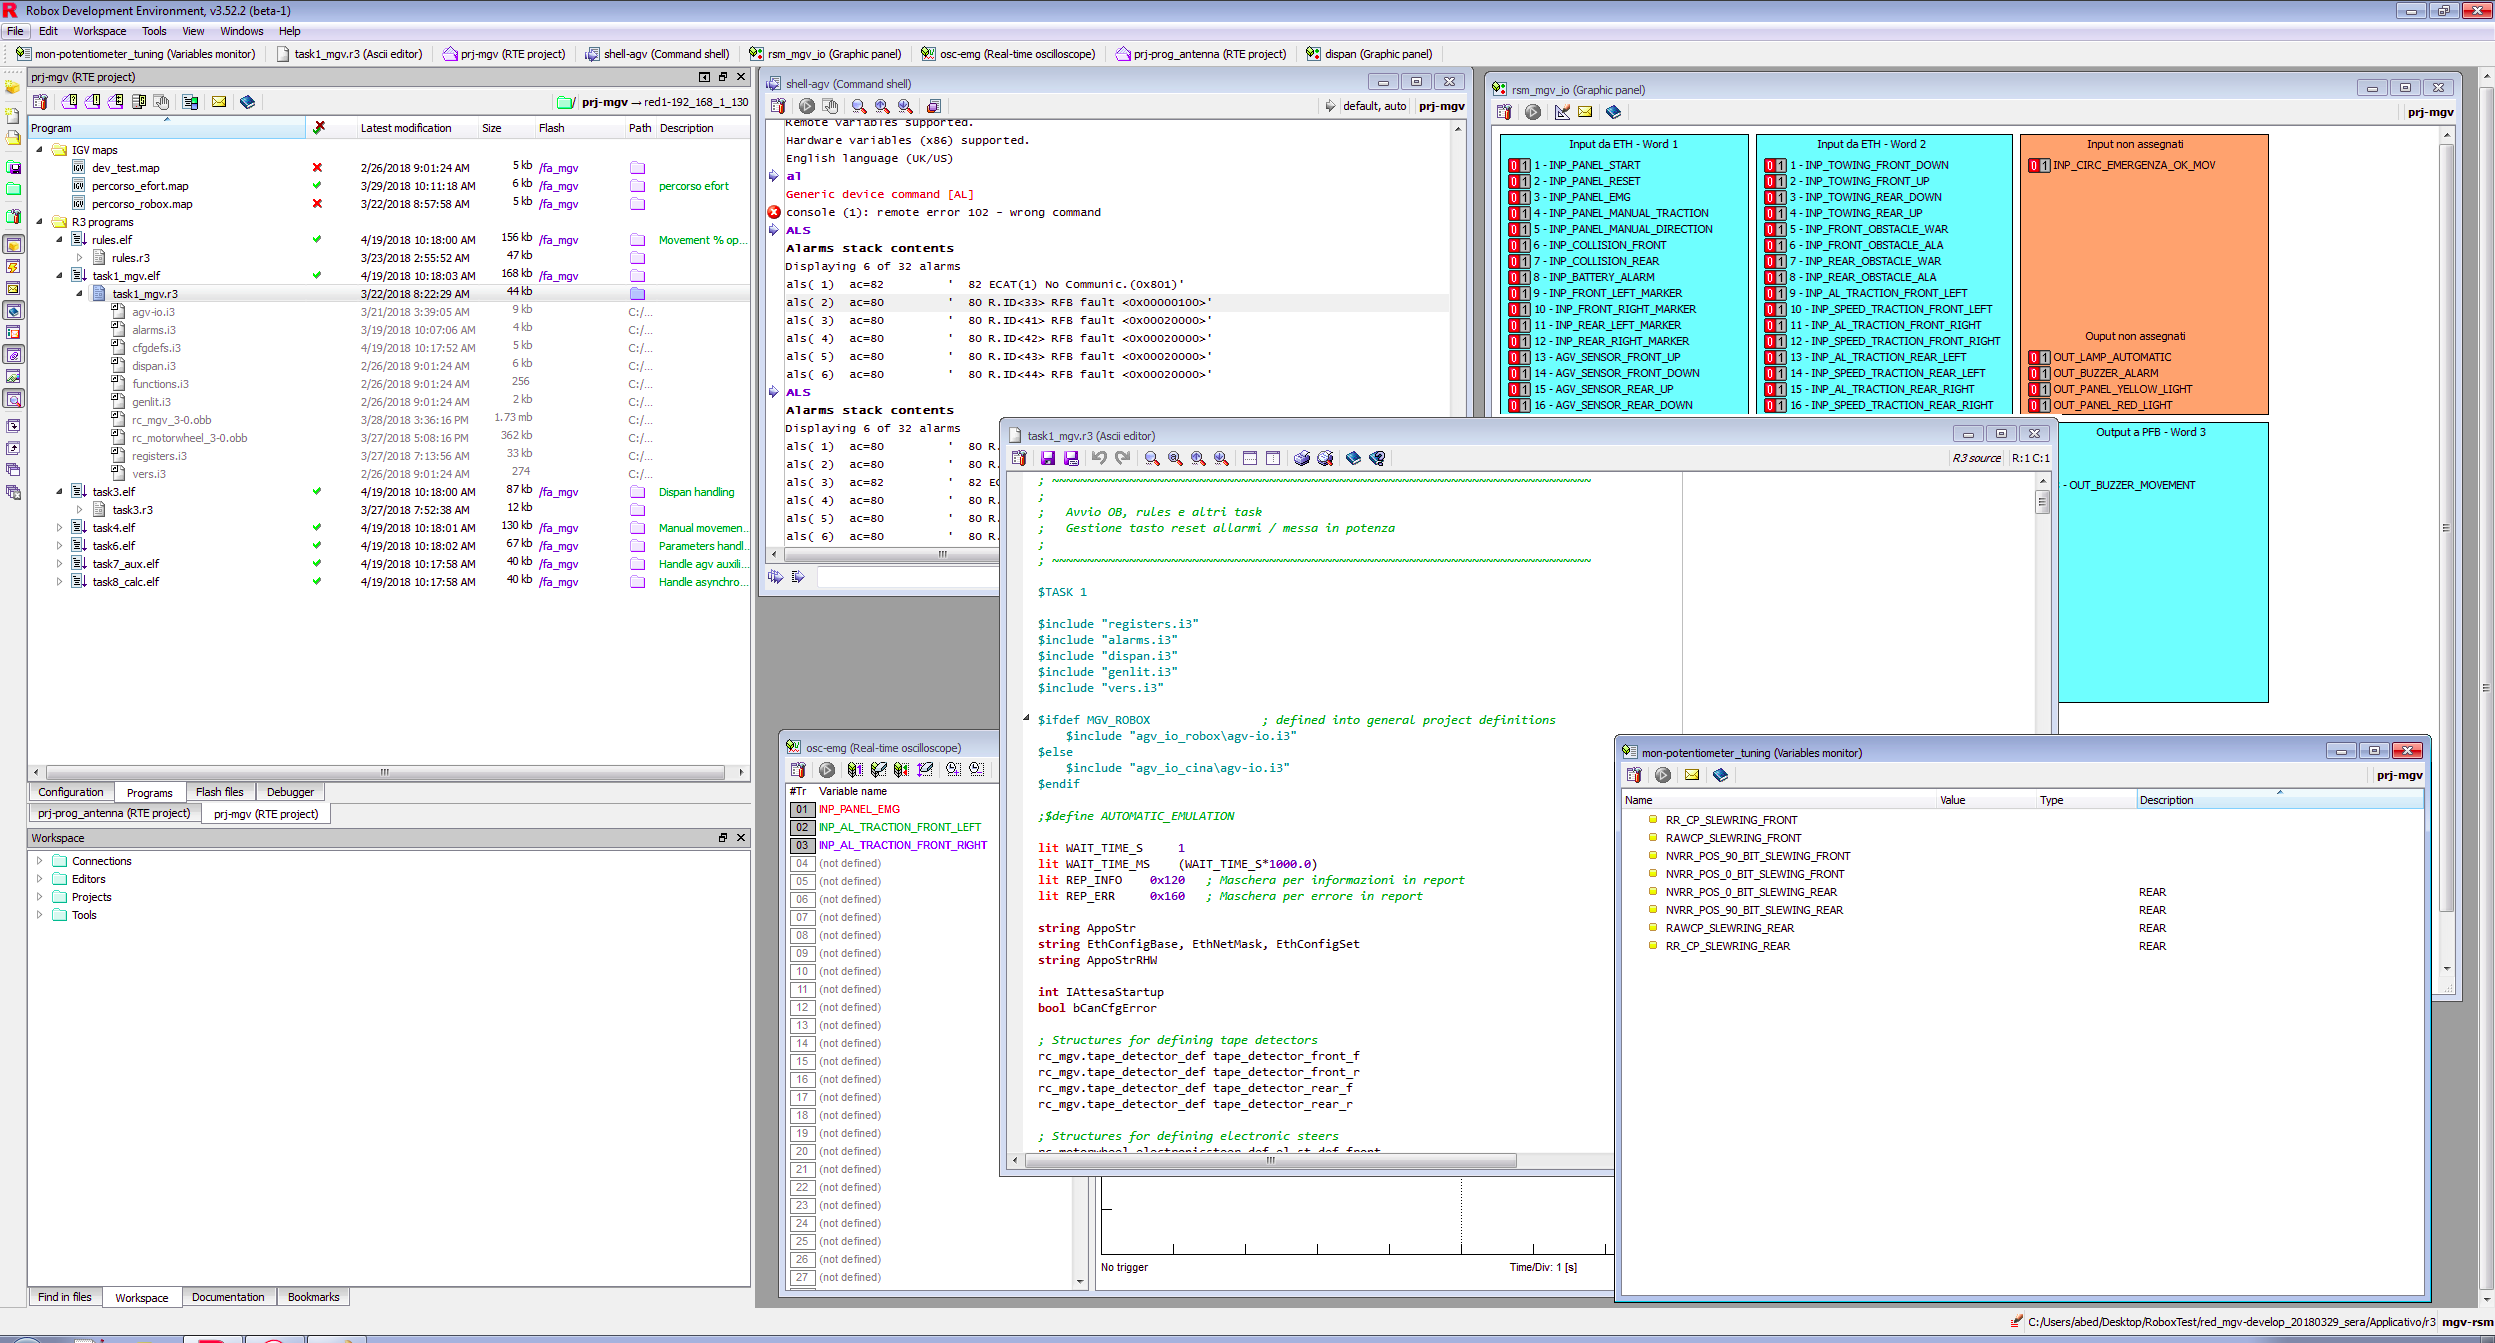 Robox Development Environment, v3.52.2 (beta-1)
File Edit Workspace Tools View Windows Help
mon-potentiometer_tuning (Variables monitor) task1_mgv.r3 (Ascii editor) prj-mgv (RTE project) shell-agv (Command shell) rsm_mgv_io (Graphic panel) osc-emg (Real-time oscilloscope) prj-prog_antenna (RTE project) dispan (Graphic panel)
prj-mgv (RTE project)
prj-mgv → red1-192_168_1_130
Program Latest modification Size Flash Path Description
IGV maps
dev_test.map 2/26/2018 9:01:24 AM 5 kb /fa_mgv
percorso_efort.map 3/29/2018 10:11:18 AM 6 kb /fa_mgv percorso efort
percorso_robox.map 3/22/2018 8:57:58 AM 5 kb /fa_mgv
R3 programs
rules.elf 4/19/2018 10:18:00 AM 156 kb /fa_mgv Movement % op...
rules.r3 3/23/2018 2:55:52 AM 47 kb
task1_mgv.elf 4/19/2018 10:18:03 AM 168 kb /fa_mgv
task1_mgv.r3 3/22/2018 8:22:29 AM 44 kb
agv-io.i3 3/21/2018 3:39:05 AM 9 kb C:/...
alarms.i3 3/19/2018 10:07:06 AM 4 kb C:/...
cfgdefs.i3 4/19/2018 10:17:52 AM 5 kb C:/...
dispan.i3 2/26/2018 9:01:24 AM 6 kb C:/...
functions.i3 2/26/2018 9:01:24 AM 256 C:/...
genlit.i3 2/26/2018 9:01:24 AM 2 kb C:/...
rc_mgv_3-0.obb 3/28/2018 3:36:16 PM 1.73 mb C:/...
rc_motorwheel_3-0.obb 3/27/2018 5:08:16 PM 362 kb C:/...
registers.i3 3/27/2018 7:13:56 AM 33 kb C:/...
vers.i3 2/26/2018 9:01:24 AM 274 C:/...
task3.elf 4/19/2018 10:18:00 AM 87 kb /fa_mgv Dispan handling
task3.r3 3/27/2018 7:52:38 AM 12 kb
task4.elf 4/19/2018 10:18:01 AM 130 kb /fa_mgv Manual movemen...
task6.elf 4/19/2018 10:18:02 AM 67 kb /fa_mgv Parameters handl...
task7_aux.elf 4/19/2018 10:17:58 AM 40 kb /fa_mgv Handle agv auxili...
task8_calc.elf 4/19/2018 10:17:58 AM 40 kb /fa_mgv Handle asynchro...
Configuration Programs Flash files Debugger
prj-prog_antenna (RTE project) prj-mgv (RTE project)
Workspace
Connections
Editors
Projects
Tools
Find in files Workspace Documentation Bookmarks
shell-agv (Command shell)
default, auto prj-mgv
Remote variables supported.
Hardware variables (x86) supported.
English language (UK/US)
al
Generic device command [AL]
console (1): remote error 102 - wrong command
ALS
Alarms stack contents
Displaying 6 of 32 alarms
als( 1) ac=82 ' 82 ECAT(1) No Communic.(0x801)'
als( 2) ac=80 ' 80 R.ID<33> RFB fault <0x00000100>'
als( 3) ac=80 ' 80 R.ID<41> RFB fault <0x00020000>'
als( 4) ac=80 ' 80 R.ID<42> RFB fault <0x00020000>'
als( 5) ac=80 ' 80 R.ID<43> RFB fault <0x00020000>'
als( 6) ac=80 ' 80 R.ID<44> RFB fault <0x00020000>'
ALS
Alarms stack contents
Displaying 6 of 32 alarms
als( 1) ac=80 ' 80 R.
als( 2) ac=80 ' 80 R.
als( 3) ac=82 ' 82 EC
als( 4) ac=80 ' 80 R.
als( 5) ac=80 ' 80 R.
als( 6) ac=80 ' 80 R.
rsm_mgv_io (Graphic panel)
prj-mgv
Input da ETH - Word 1
0 1 1 - INP_PANEL_START
0 1 2 - INP_PANEL_RESET
0 1 3 - INP_PANEL_EMG
0 1 4 - INP_PANEL_MANUAL_TRACTION
0 1 5 - INP_PANEL_MANUAL_DIRECTION
0 1 6 - INP_COLLISION_FRONT
0 1 7 - INP_COLLISION_REAR
0 1 8 - INP_BATTERY_ALARM
0 1 9 - INP_FRONT_LEFT_MARKER
0 1 10 - INP_FRONT_RIGHT_MARKER
0 1 11 - INP_REAR_LEFT_MARKER
0 1 12 - INP_REAR_RIGHT_MARKER
0 1 13 - AGV_SENSOR_FRONT_UP
0 1 14 - AGV_SENSOR_FRONT_DOWN
0 1 15 - AGV_SENSOR_REAR_UP
0 1 16 - AGV_SENSOR_REAR_DOWN
Input da ETH - Word 2
0 1 1 - INP_TOWING_FRONT_DOWN
0 1 2 - INP_TOWING_FRONT_UP
0 1 3 - INP_TOWING_REAR_DOWN
0 1 4 - INP_TOWING_REAR_UP
0 1 5 - INP_FRONT_OBSTACLE_WAR
0 1 6 - INP_FRONT_OBSTACLE_ALA
0 1 7 - INP_REAR_OBSTACLE_WAR
0 1 8 - INP_REAR_OBSTACLE_ALA
0 1 9 - INP_AL_TRACTION_FRONT_LEFT
0 1 10 - INP_SPEED_TRACTION_FRONT_LEFT
0 1 11 - INP_AL_TRACTION_FRONT_RIGHT
0 1 12 - INP_SPEED_TRACTION_FRONT_RIGHT
0 1 13 - INP_AL_TRACTION_REAR_LEFT
0 1 14 - INP_SPEED_TRACTION_REAR_LEFT
0 1 15 - INP_AL_TRACTION_REAR_RIGHT
0 1 16 - INP_SPEED_TRACTION_REAR_RIGHT
Input non assegnati
0 1 INP_CIRC_EMERGENZA_OK_MOV
Ouput non assegnati
0 1 OUT_LAMP_AUTOMATIC
0 1 OUT_BUZZER_ALARM
0 1 OUT_PANEL_YELLOW_LIGHT
0 1 OUT_PANEL_RED_LIGHT
Output a PFB - Word 3
- OUT_BUZZER_MOVEMENT
task1_mgv.r3 (Ascii editor)
R3 source R:1 C:1
; ~~~~~~~~~~~~~~~~~~~~~~~~~~~~~~~~~~~~~~~~~~~~~~~~~~~~~~~~~~~~~~~~~~~~~~~~~~~~~
;
; Avvio OB, rules e altri task
; Gestione tasto reset allarmi / messa in potenza
;
; ~~~~~~~~~~~~~~~~~~~~~~~~~~~~~~~~~~~~~~~~~~~~~~~~~~~~~~~~~~~~~~~~~~~~~~~~~~~~~
$TASK 1
$include "registers.i3"
$include "alarms.i3"
$include "dispan.i3"
$include "genlit.i3"
$include "vers.i3"
$ifdef MGV_ROBOX ; defined into general project definitions
$include "agv_io_robox\agv-io.i3"
$else
$include "agv_io_cina\agv-io.i3"
$endif
;$define AUTOMATIC_EMULATION
lit WAIT_TIME_S 1
lit WAIT_TIME_MS (WAIT_TIME_S*1000.0)
lit REP_INFO 0x120 ; Maschera per informazioni in report
lit REP_ERR 0x160 ; Maschera per errore in report
string AppoStr
string EthConfigBase, EthNetMask, EthConfigSet
string AppoStrRHW
int IAttesaStartup
bool bCanCfgError
; Structures for defining tape detectors
rc_mgv.tape_detector_def tape_detector_front_f
rc_mgv.tape_detector_def tape_detector_front_r
rc_mgv.tape_detector_def tape_detector_rear_f
rc_mgv.tape_detector_def tape_detector_rear_r
; Structures for defining electronic steers
rc_motorwheel.electronicsteer_def el_st_def_front
osc-emg (Real-time oscilloscope)
#Tr Variable name
01 INP_PANEL_EMG
02 INP_AL_TRACTION_FRONT_LEFT
03 INP_AL_TRACTION_FRONT_RIGHT
04 (not defined)
05 (not defined)
06 (not defined)
07 (not defined)
08 (not defined)
09 (not defined)
10 (not defined)
11 (not defined)
12 (not defined)
13 (not defined)
14 (not defined)
15 (not defined)
16 (not defined)
17 (not defined)
18 (not defined)
19 (not defined)
20 (not defined)
21 (not defined)
22 (not defined)
23 (not defined)
24 (not defined)
25 (not defined)
26 (not defined)
27 (not defined)
No trigger Time/Div: 1 [s]
mon-potentiometer_tuning (Variables monitor)
prj-mgv
Name Value Type Description
RR_CP_SLEWRING_FRONT
RAWCP_SLEWRING_FRONT
NVRR_POS_90_BIT_SLEWING_FRONT
NVRR_POS_0_BIT_SLEWING_FRONT
NVRR_POS_0_BIT_SLEWING_REAR REAR
NVRR_POS_90_BIT_SLEWING_REAR REAR
RAWCP_SLEWRING_REAR REAR
RR_CP_SLEWRING_REAR REAR
C:/Users/abed/Desktop/RoboxTest/red_mgv-develop_20180329_sera/Applicativo/r3 mgv-rsm